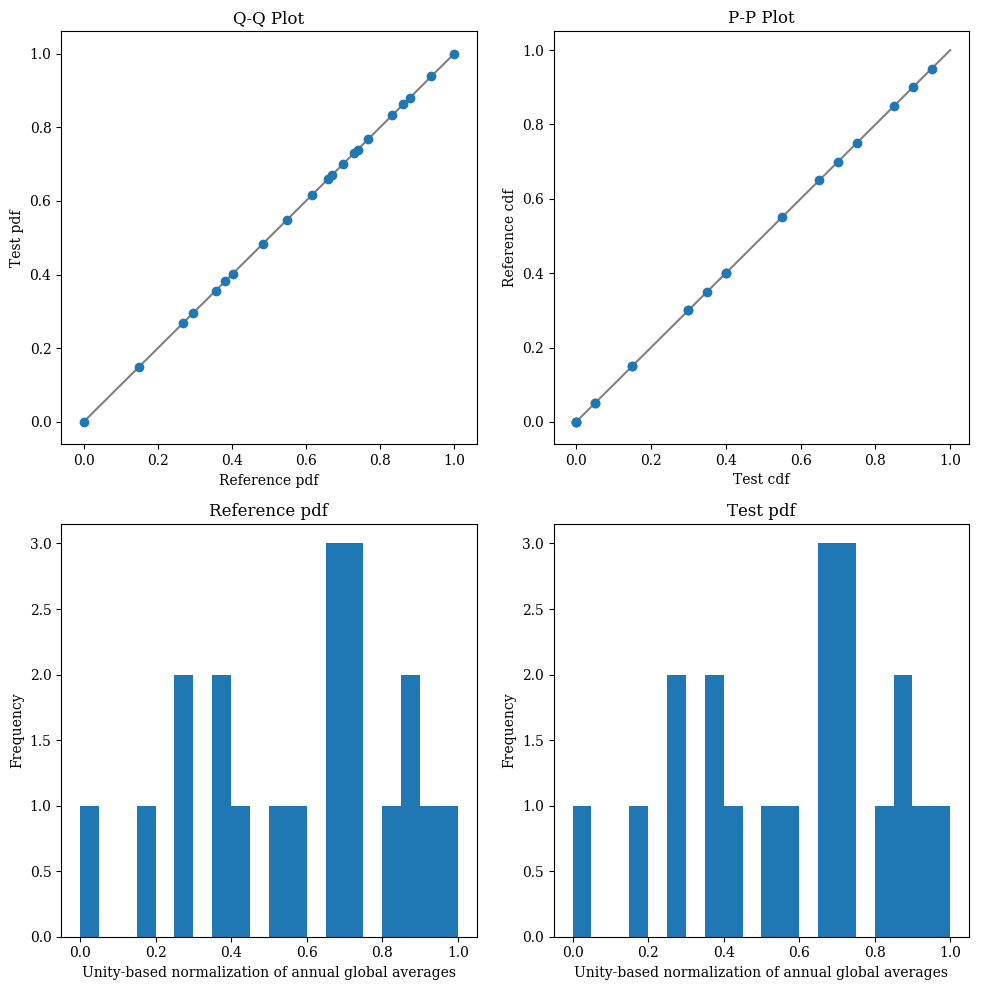 Q-Q Plot
1.0
0.8
0.6
0.4
0.2
0.0
Test pdf
0.0 0.2 0.4 0.6 0.8 1.0
Reference pdf
P-P Plot
1.0
0.8
0.6
0.4
0.2
0.0
Reference cdf
0.0 0.2 0.4 0.6 0.8 1.0
Test cdf
Reference pdf
3.0
2.5
2.0
1.5
1.0
0.5
0.0
Frequency
0.0 0.2 0.4 0.6 0.8 1.0
Unity-based normalization of annual global averages
Test pdf
3.0
2.5
2.0
1.5
1.0
0.5
0.0
Frequency
0.0 0.2 0.4 0.6 0.8 1.0
Unity-based normalization of annual global averages